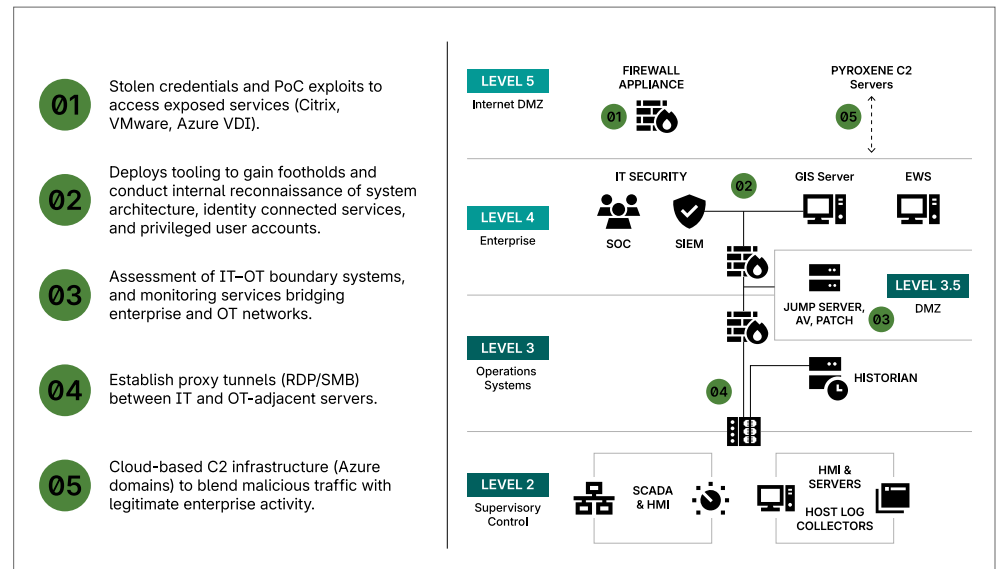 01
Stolen credentials and PoC exploits to
access exposed services (Citrix,
VMware, Azure VDI).
02
Deploys tooling to gain footholds and
conduct internal reconnaissance of system
architecture, identity connected services,
and privileged user accounts.
03
Assessment of IT–OT boundary systems,
and monitoring services bridging
enterprise and OT networks.
04
Establish proxy tunnels (RDP/SMB)
between IT and OT-adjacent servers.
05
Cloud-based C2 infrastructure (Azure
domains) to blend malicious traffic with
legitimate enterprise activity.
LEVEL 5
Internet DMZ
FIREWALL
APPLIANCE
01
PYROXENE C2
Servers
05
LEVEL 4
Enterprise
IT SECURITY
SOC
SIEM
02
GIS Server
EWS
JUMP SERVER,
AV, PATCH
03
LEVEL 3.5
DMZ
LEVEL 3
Operations
Systems
04
HISTORIAN
LEVEL 2
Supervisory
Control
SCADA
& HMI
HMI &
SERVERS
HOST LOG
COLLECTORS